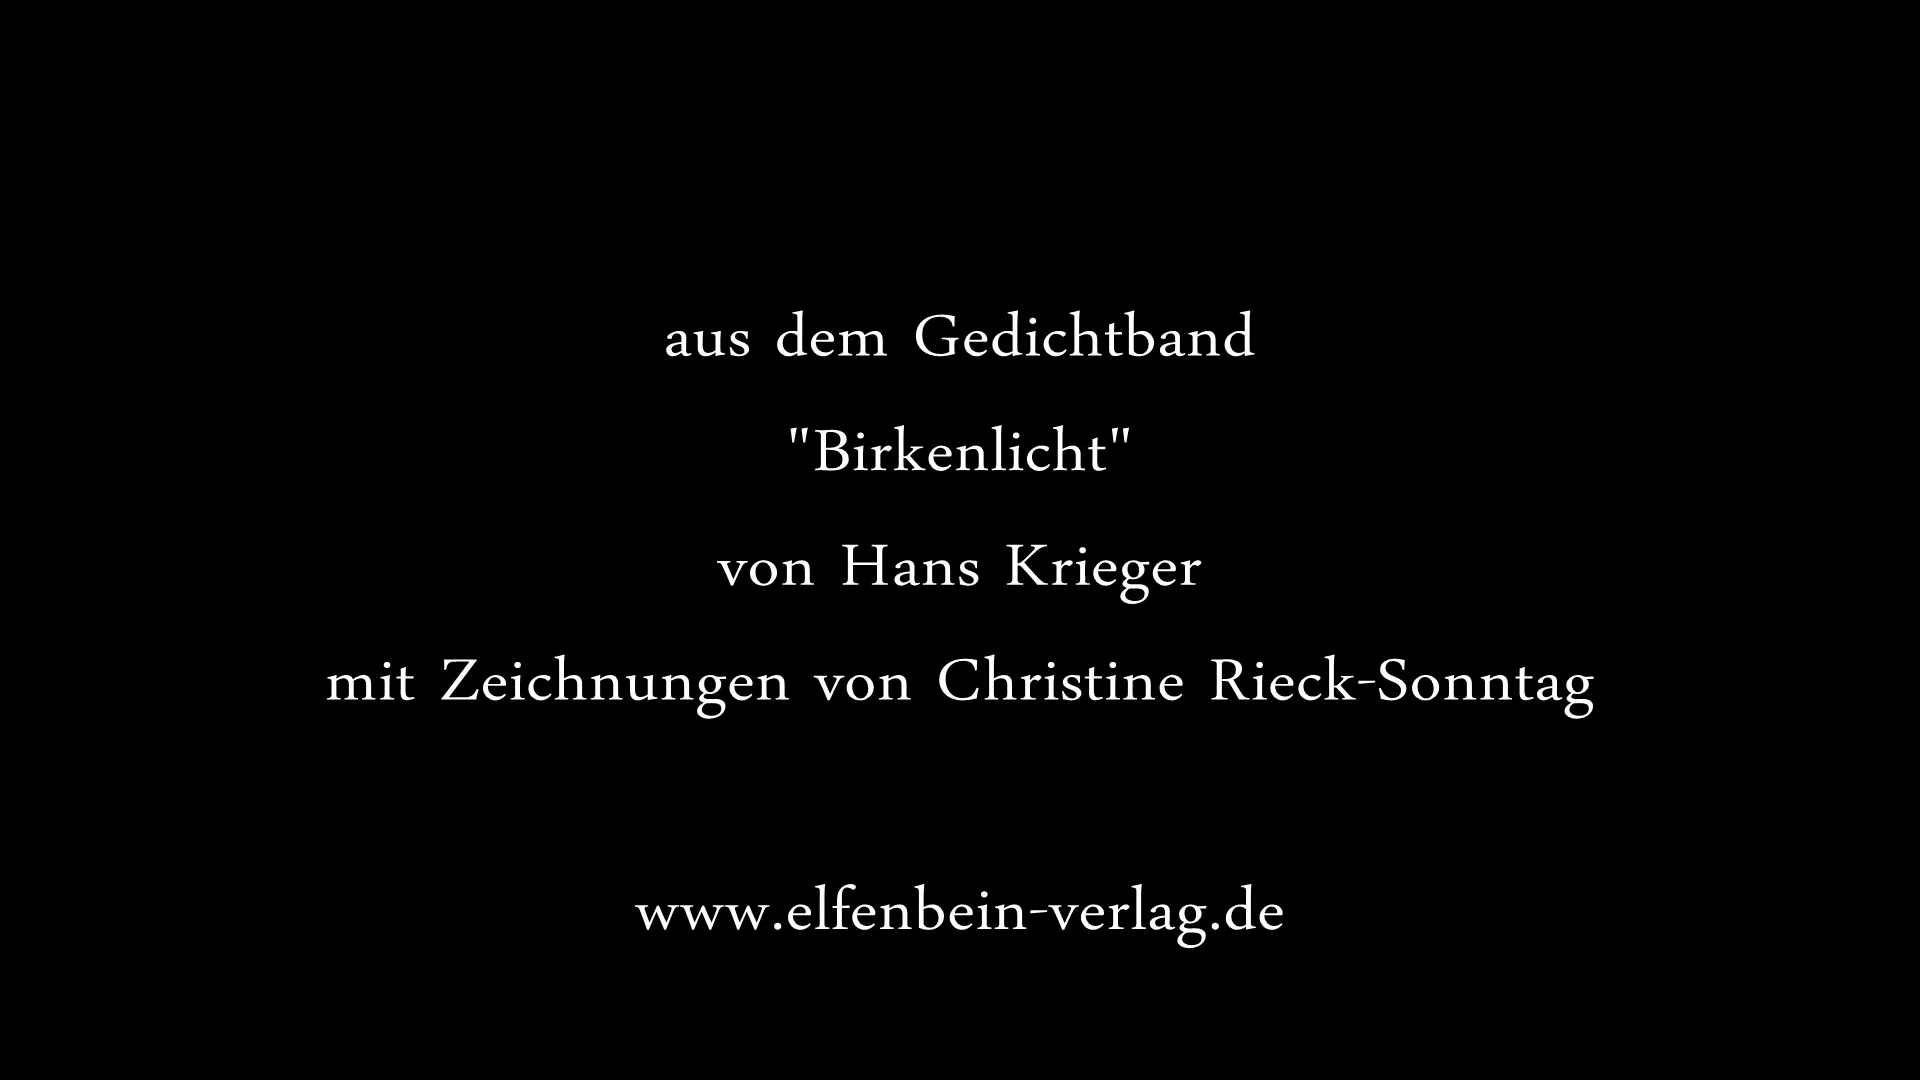 aus dem Gedichtband
"Birkenlicht"
von Hans Krieger
mit Zeichnungen von Christine Rieck-Sonntag
www.elfenbein-verlag.de